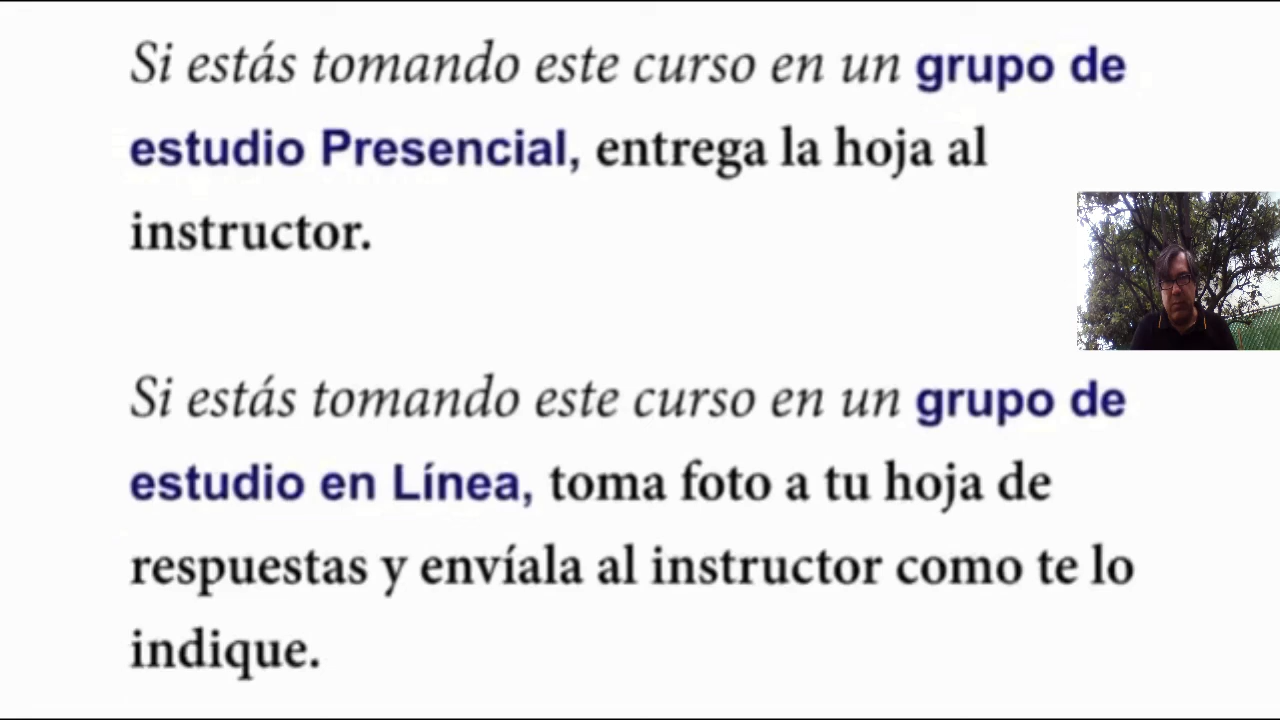 Si estás tomando este curso en un grupo de
estudio Presencial, entrega la hoja al
instructor.
Si estás tomando este curso en un grupo de
estudio en Línea, toma foto a tu hoja de
respuestas y envíala al instructor como te lo
indique.